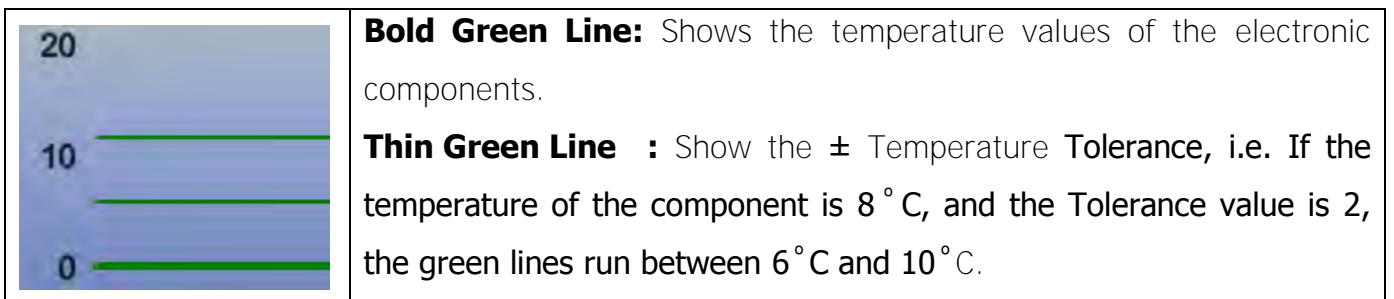 20
10
0
Bold Green Line: Shows the temperature values of the electronic
components.
Thin Green Line : Show the ± Temperature Tolerance, i.e. If the
temperature of the component is 8˚C, and the Tolerance value is 2,
the green lines run between 6˚C and 10˚C.